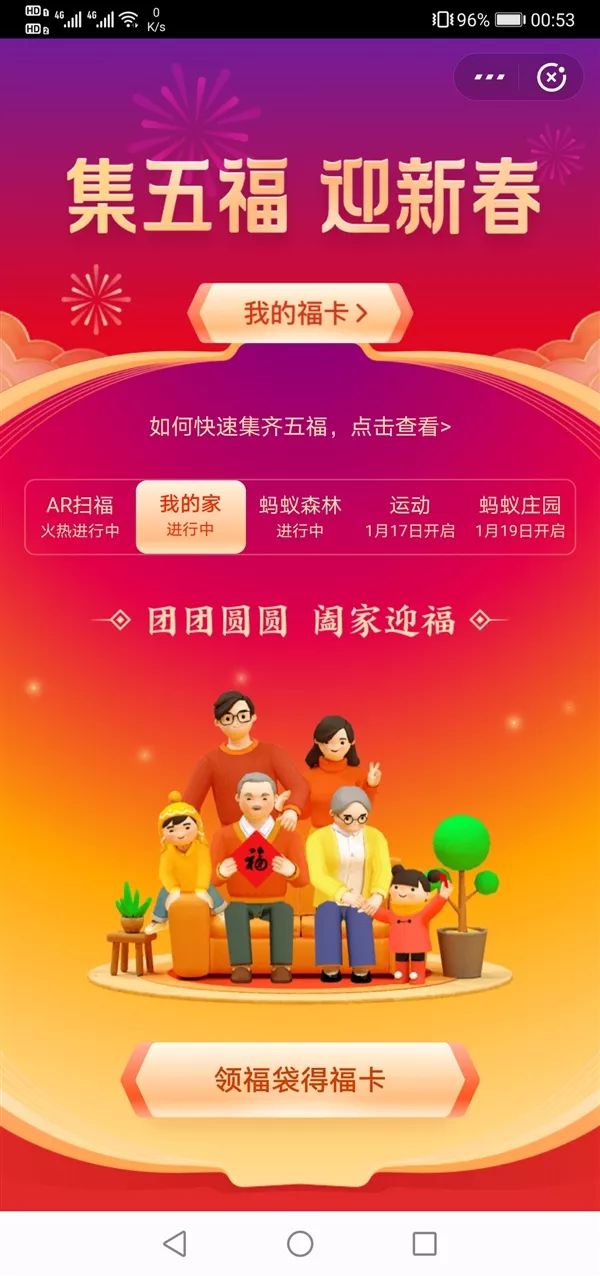 HD 1 4G 4G 0 K/s 96% 00:53
HD 2
集五福 迎新春
我的福卡>
如何快速集齐五福，点击查看>
AR扫福 我的家 蚂蚁森林 运动 蚂蚁庄园
火热进行中 进行中 进行中 1月17日开启 1月19日开启
团团圆圆 阖家迎福
福
领福袋得福卡